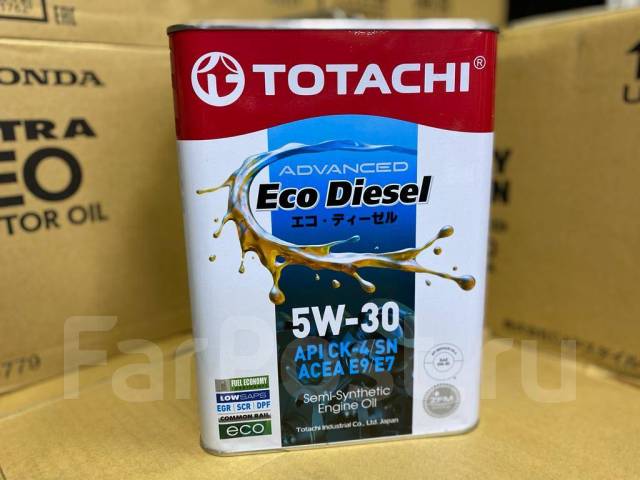 TOTACHI®
ADVANCED
Eco Diesel
エコ・ディーゼル
5W-30
API CK-4/SN
ACEA E9/E7
Semi-Synthetic
Engine Oil
Totachi Industrial Co., Ltd. Japan
FUEL ECONOMY
LOW SAPS
EGR | SCR | DPF
COMMON RAIL
eco
HONDA
TRA
EO
TOR OIL
779
FarPost.ru